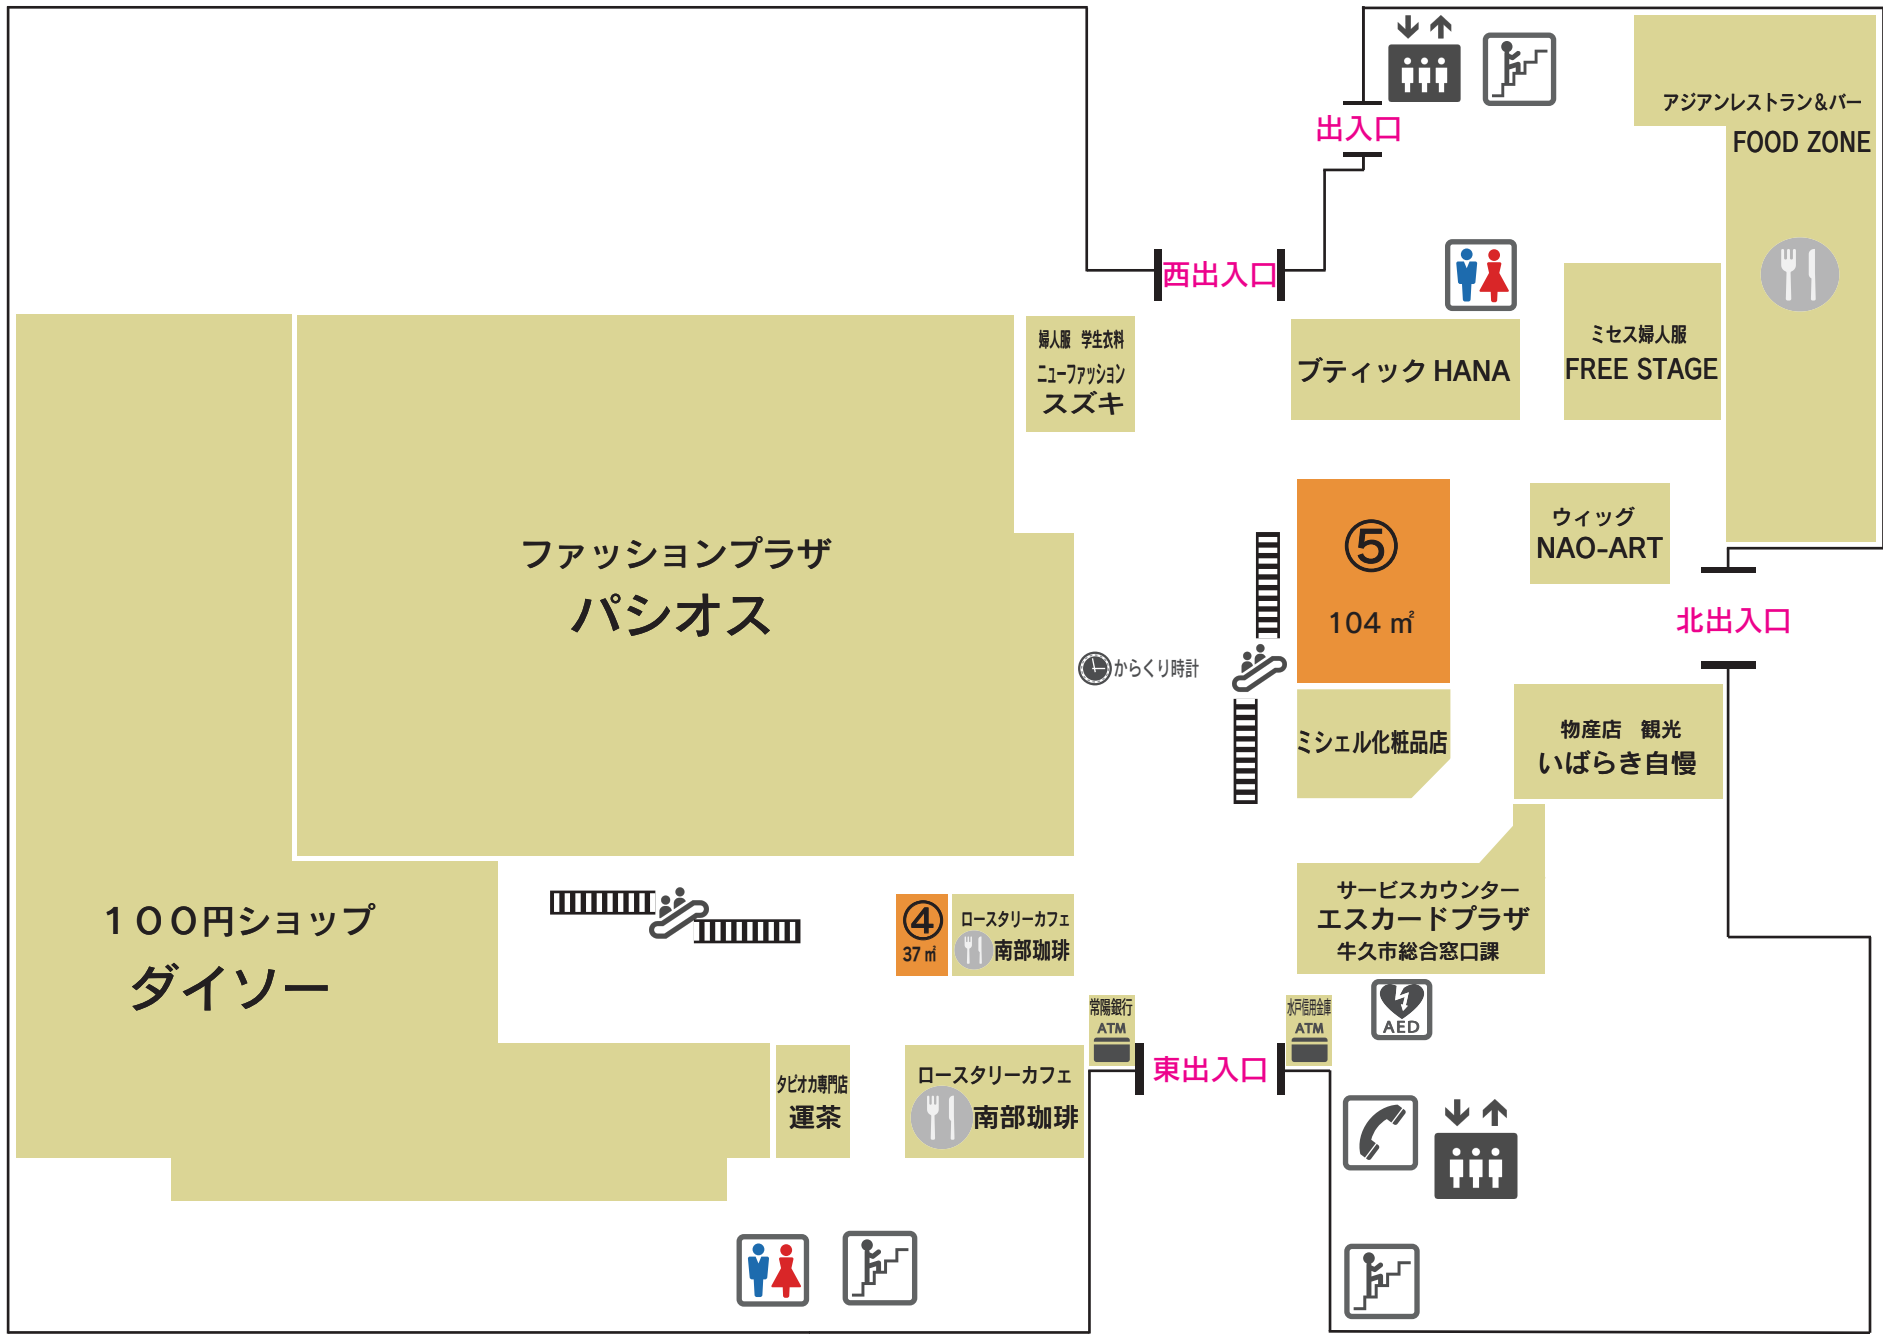 アジアンレストラン&バー
FOOD ZONE
出入口
西出入口
婦人服 学生衣料
ニューファッション
スズキ
ブティック HANA
ミセス婦人服
FREE STAGE
ファッションプラザ
パシオス
⑤
104 ㎡
ウィッグ
NAO-ART
北出入口
からくり時計
ミシェル化粧品店
物産店 観光
いばらき自慢
100円ショップ
ダイソー
④
37 ㎡
ロースタリーカフェ
南部珈琲
サービスカウンター
エスカードプラザ
牛久市総合窓口課
常陽銀行
ATM
水戸信用金庫
ATM
AED
東出入口
タピオカ専門店
運茶
ロースタリーカフェ
南部珈琲